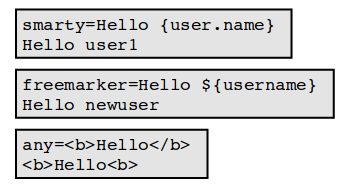 smarty=Hello {user.name}
Hello user1
freemarker=Hello ${username}
Hello newuser
any=<b>Hello</b>
<b>Hello<b>